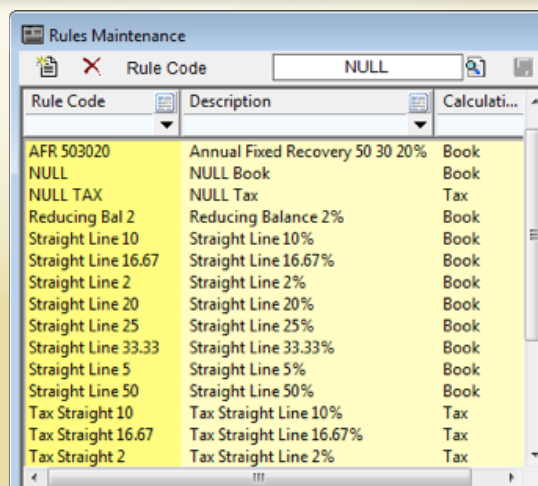 Rules Maintenance
Rule Code NULL
Rule Code Description Calculati...
AFR 503020 Annual Fixed Recovery 50 30 20% Book
NULL NULL Book Book
NULL TAX NULL Tax Tax
Reducing Bal 2 Reducing Balance 2% Book
Straight Line 10 Straight Line 10% Book
Straight Line 16.67 Straight Line 16.67% Book
Straight Line 2 Straight Line 2% Book
Straight Line 20 Straight Line 20% Book
Straight Line 25 Straight Line 25% Book
Straight Line 33.33 Straight Line 33.33% Book
Straight Line 5 Straight Line 5% Book
Straight Line 50 Straight Line 50% Book
Tax Straight 10 Tax Straight Line 10% Tax
Tax Straight 16.67 Tax Straight Line 16.67% Tax
Tax Straight 2 Tax Straight Line 2% Tax